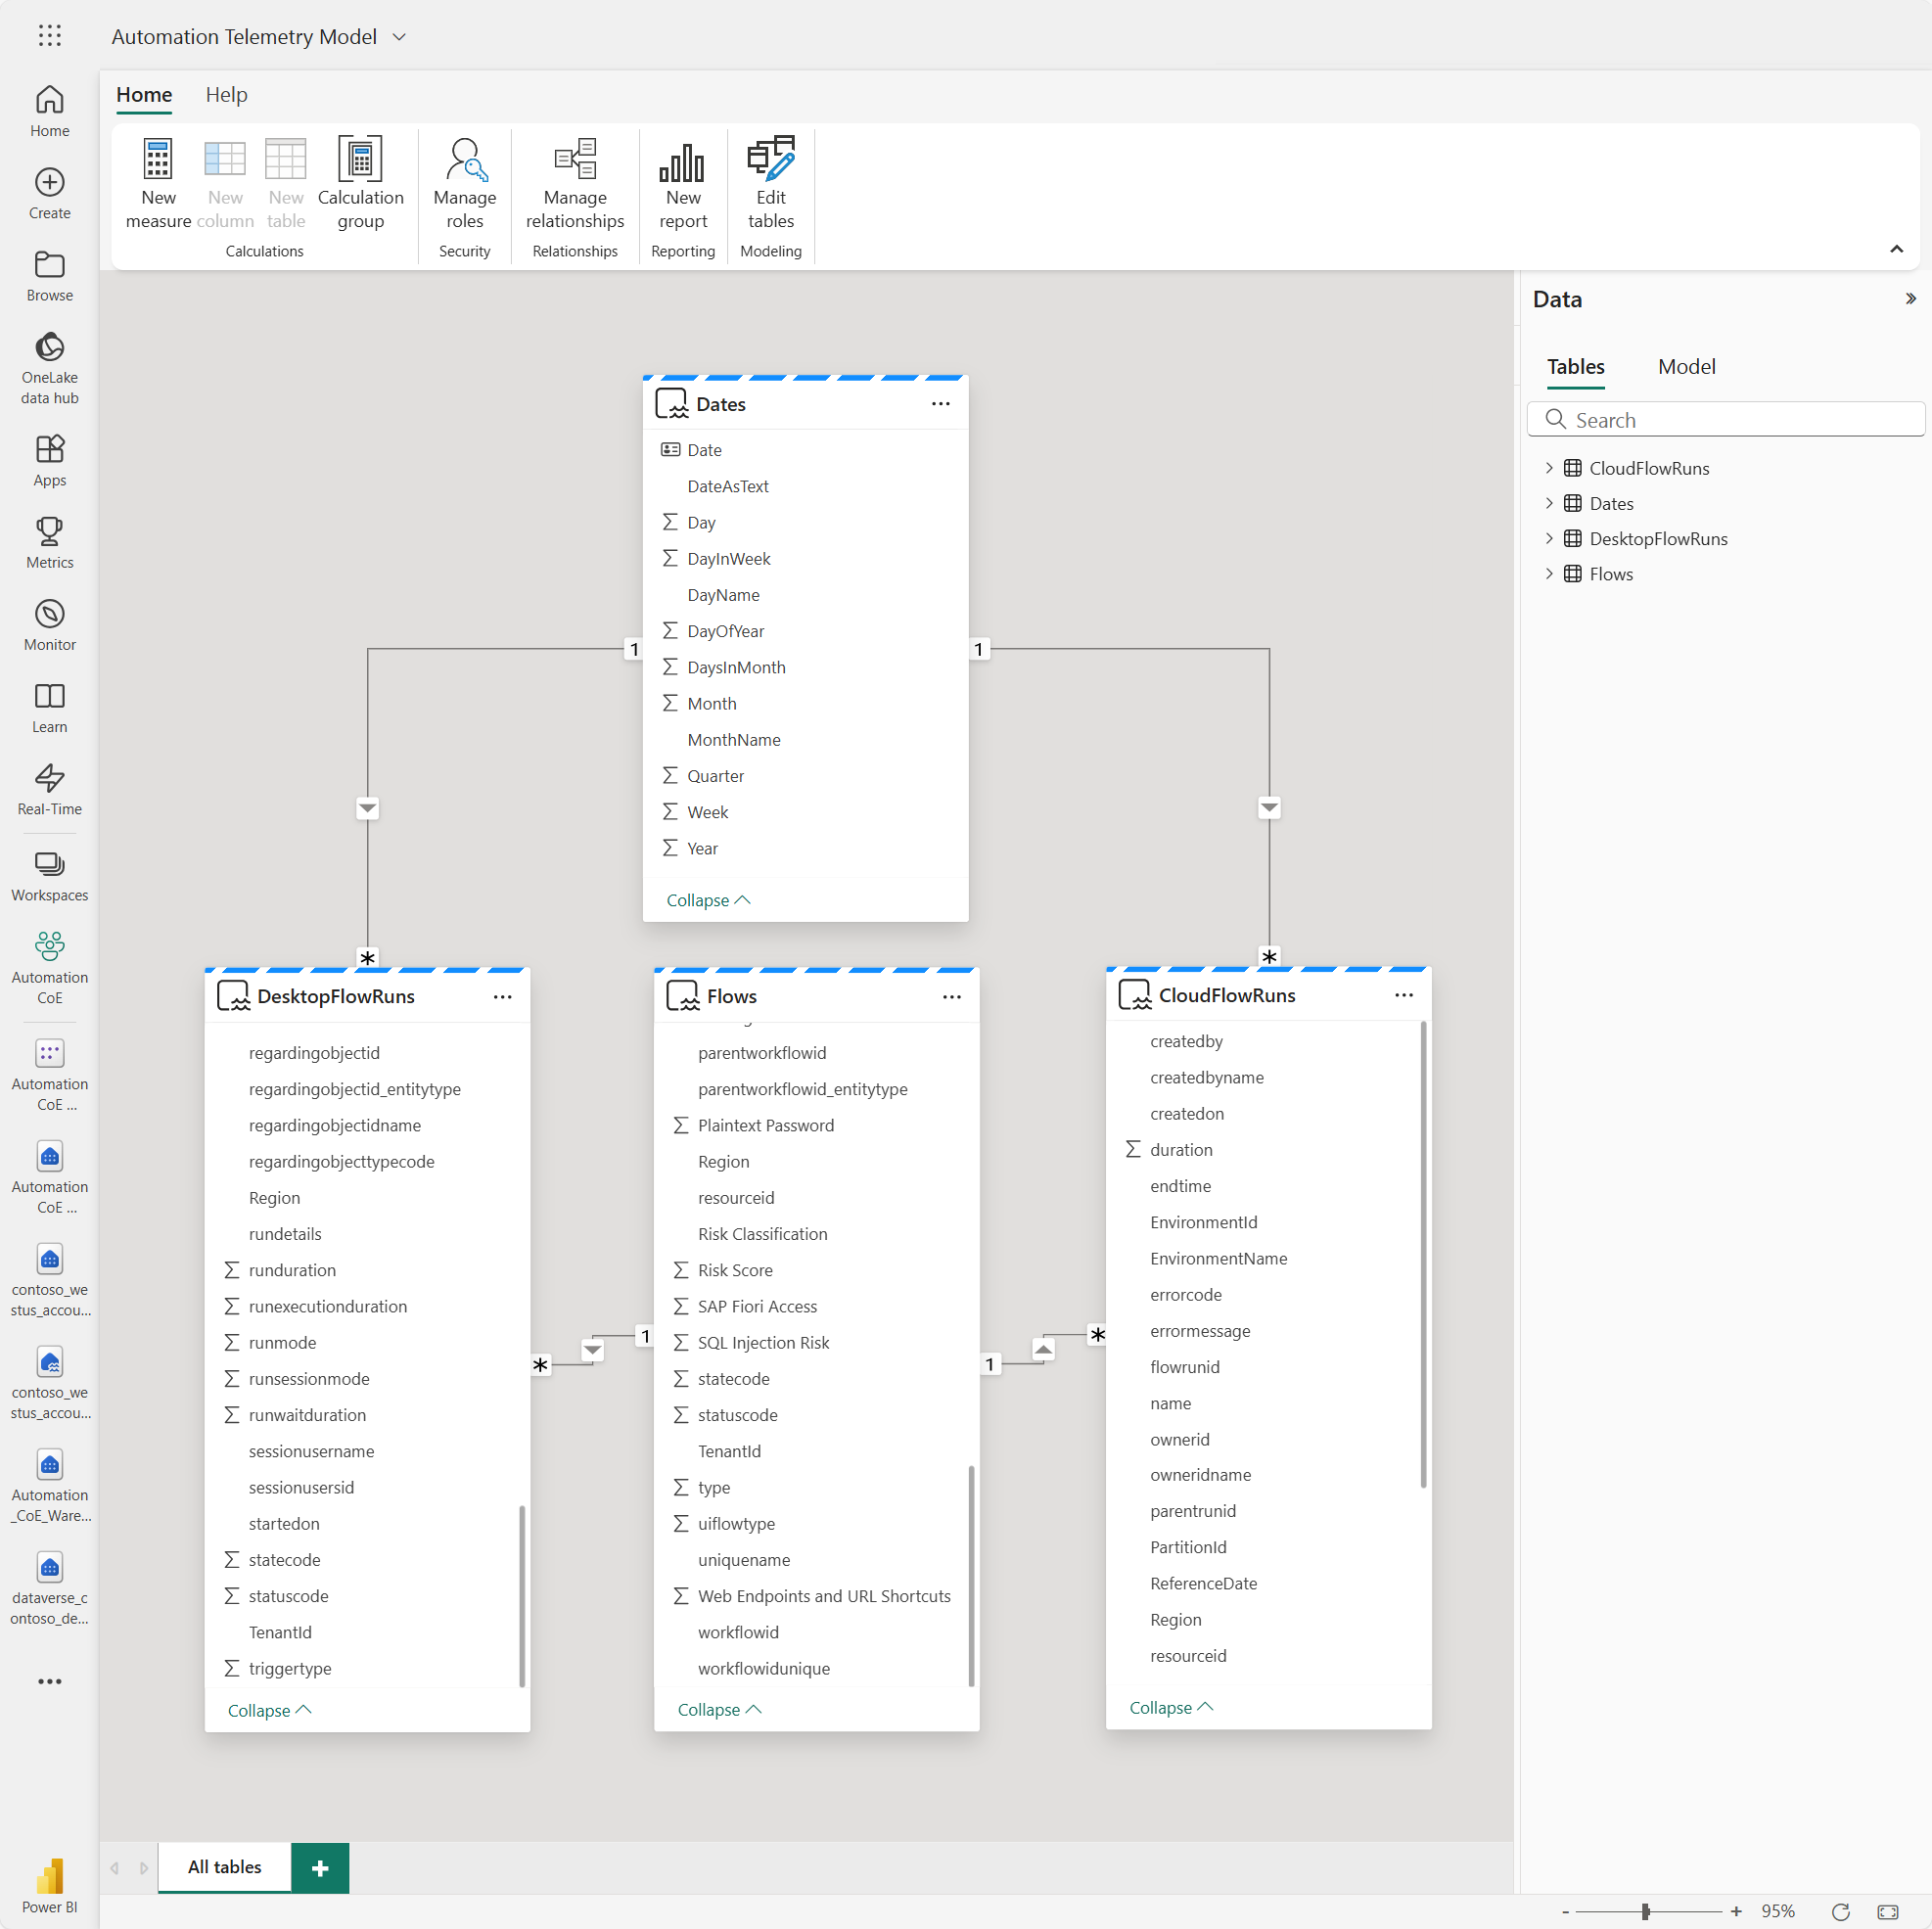 Automation Telemetry Model
Home
Help
New measure
New column
New table
Calculation group
Calculations
Manage roles
Security
Manage relationships
Relationships
New report
Reporting
Edit tables
Modeling
Home
Create
Browse
OneLake
data hub
Apps
Metrics
Monitor
Learn
Real-Time
Workspaces
Automation
CoE
Automation
CoE ...
Automation
CoE ...
contoso_we
stus_accou...
contoso_we
stus_accou...
Automation
_CoE_Ware...
dataverse_c
ontoso_de...
Power BI
Dates
Date
DateAsText
Day
DayInWeek
DayName
DayOfYear
DaysInMonth
Month
MonthName
Quarter
Week
Year
Collapse
1
1
*
*
DesktopFlowRuns
regardingobjectid
regardingobjectid_entitytype
regardingobjectidname
regardingobjecttypecode
Region
rundetails
runduration
runexecutionduration
runmode
runsessionmode
runwaitduration
sessionusername
sessionusersid
startedon
statecode
statuscode
TenantId
triggertype
Collapse
*
1
Flows
parentworkflowid
parentworkflowid_entitytype
Plaintext Password
Region
resourceid
Risk Classification
Risk Score
SAP Fiori Access
SQL Injection Risk
statecode
statuscode
TenantId
type
uiflowtype
uniquename
Web Endpoints and URL Shortcuts
workflowid
workflowidunique
Collapse
1
*
CloudFlowRuns
createdby
createdbyname
createdon
duration
endtime
EnvironmentId
EnvironmentName
errorcode
errormessage
flowrunid
name
ownerid
owneridname
parentrunid
PartitionId
ReferenceDate
Region
resourceid
Collapse
Data
Tables
Model
Search
CloudFlowRuns
Dates
DesktopFlowRuns
Flows
All tables
+
- + 95%